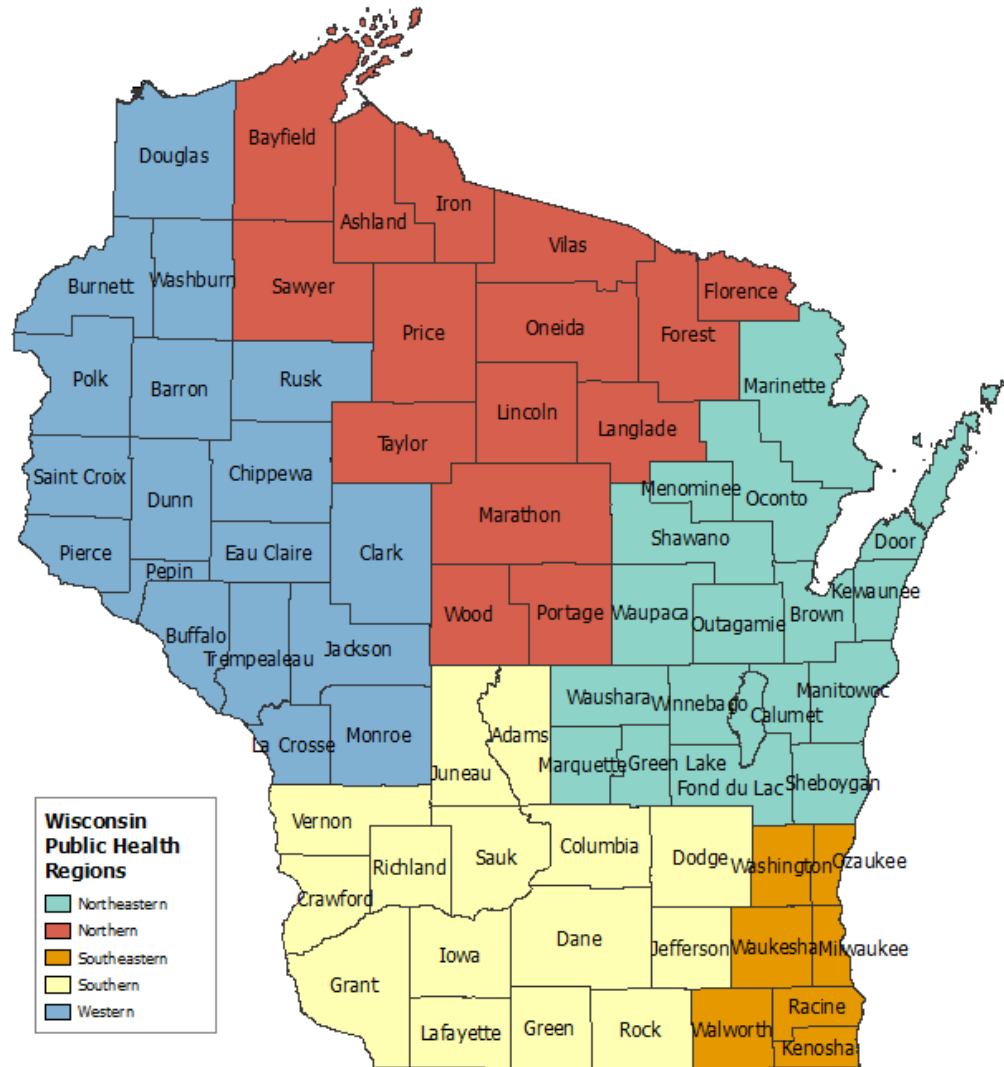 Bayfield
Douglas
Iron
Ashland
Vilas
Burnett
Washburn
Sawyer
Florence
Price
Oneida
Forest
Polk
Barron
Rusk
Marinette
Lincoln
Langlade
Taylor
Saint Croix
Chippewa
Menominee
Oconto
Dunn
Marathon
Shawano
Door
Pierce
Eau Claire
Clark
Pepin
Kewaunee
Wood
Portage
Waupaca
Outagamie
Brown
Buffalo
Trempealeau
Jackson
Waushara
Winnebago
Manitowoc
Calumet
La Crosse
Monroe
Adams
Juneau
Marquette
Green Lake
Fond du Lac
Sheboygan
Vernon
Richland
Sauk
Columbia
Dodge
Washington
Ozaukee
Crawford
Iowa
Dane
Jefferson
Waukesha
Milwaukee
Grant
Lafayette
Green
Rock
Walworth
Racine
Kenosha
Wisconsin
Public Health
Regions
Northeastern
Northern
Southeastern
Southern
Western